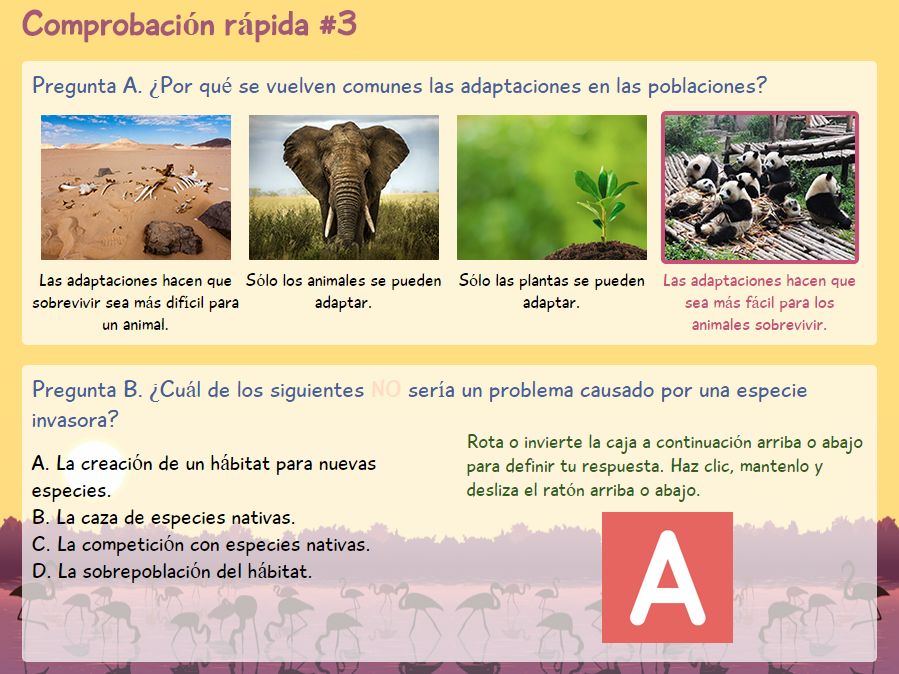 Comprobación rápida #3
Pregunta A. ¿Por qué se vuelven comunes las adaptaciones en las poblaciones?
Las adaptaciones hacen que
sobrevivir sea más difícil para
un animal.
Sólo los animales se pueden
adaptar.
Sólo las plantas se pueden
adaptar.
Las adaptaciones hacen que
sea más fácil para los
animales sobrevivir.
Pregunta B. ¿Cuál de los siguientes NO sería un problema causado por una especie
invasora?
A. La creación de un hábitat para nuevas
especies.
B. La caza de especies nativas.
C. La competición con especies nativas.
D. La sobrepoblación del hábitat.
Rota o invierte la caja a continuación arriba o abajo
para definir tu respuesta. Haz clic, mantenlo y
desliza el ratón arriba o abajo.
A